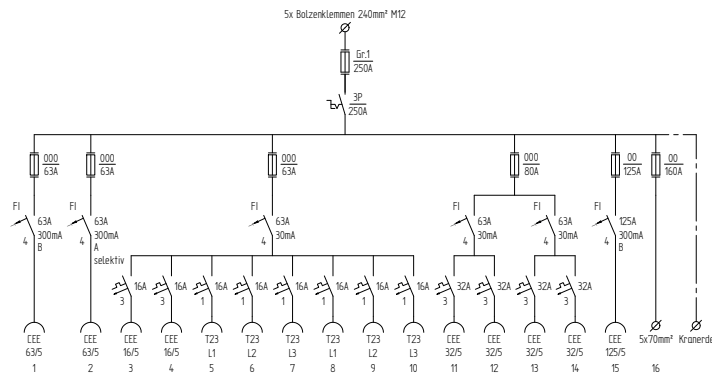 5x Bolzenklemmen 240mm² M12
Gr.1
250A
3P
250A
000
63A
000
63A
000
63A
000
80A
00
125A
00
160A
FI
63A
300mA
4
B
FI
63A
300mA
4
A
selektiv
FI
63A
30mA
4
FI
63A
30mA
4
FI
63A
30mA
4
FI
125A
300mA
4
B
16A
3
16A
3
16A
1
16A
1
16A
1
16A
1
16A
1
16A
1
32A
3
32A
3
32A
3
32A
3
CEE CEE CEE CEE T23 T23 T23 T23 T23 T23 CEE CEE CEE CEE CEE 5x70mm² Kranerde
63/5 63/5 16/5 16/5 L1 L2 L3 L1 L2 L3 32/5 32/5 32/5 32/5 125/5
1 2 3 4 5 6 7 8 9 10 11 12 13 14 15 16